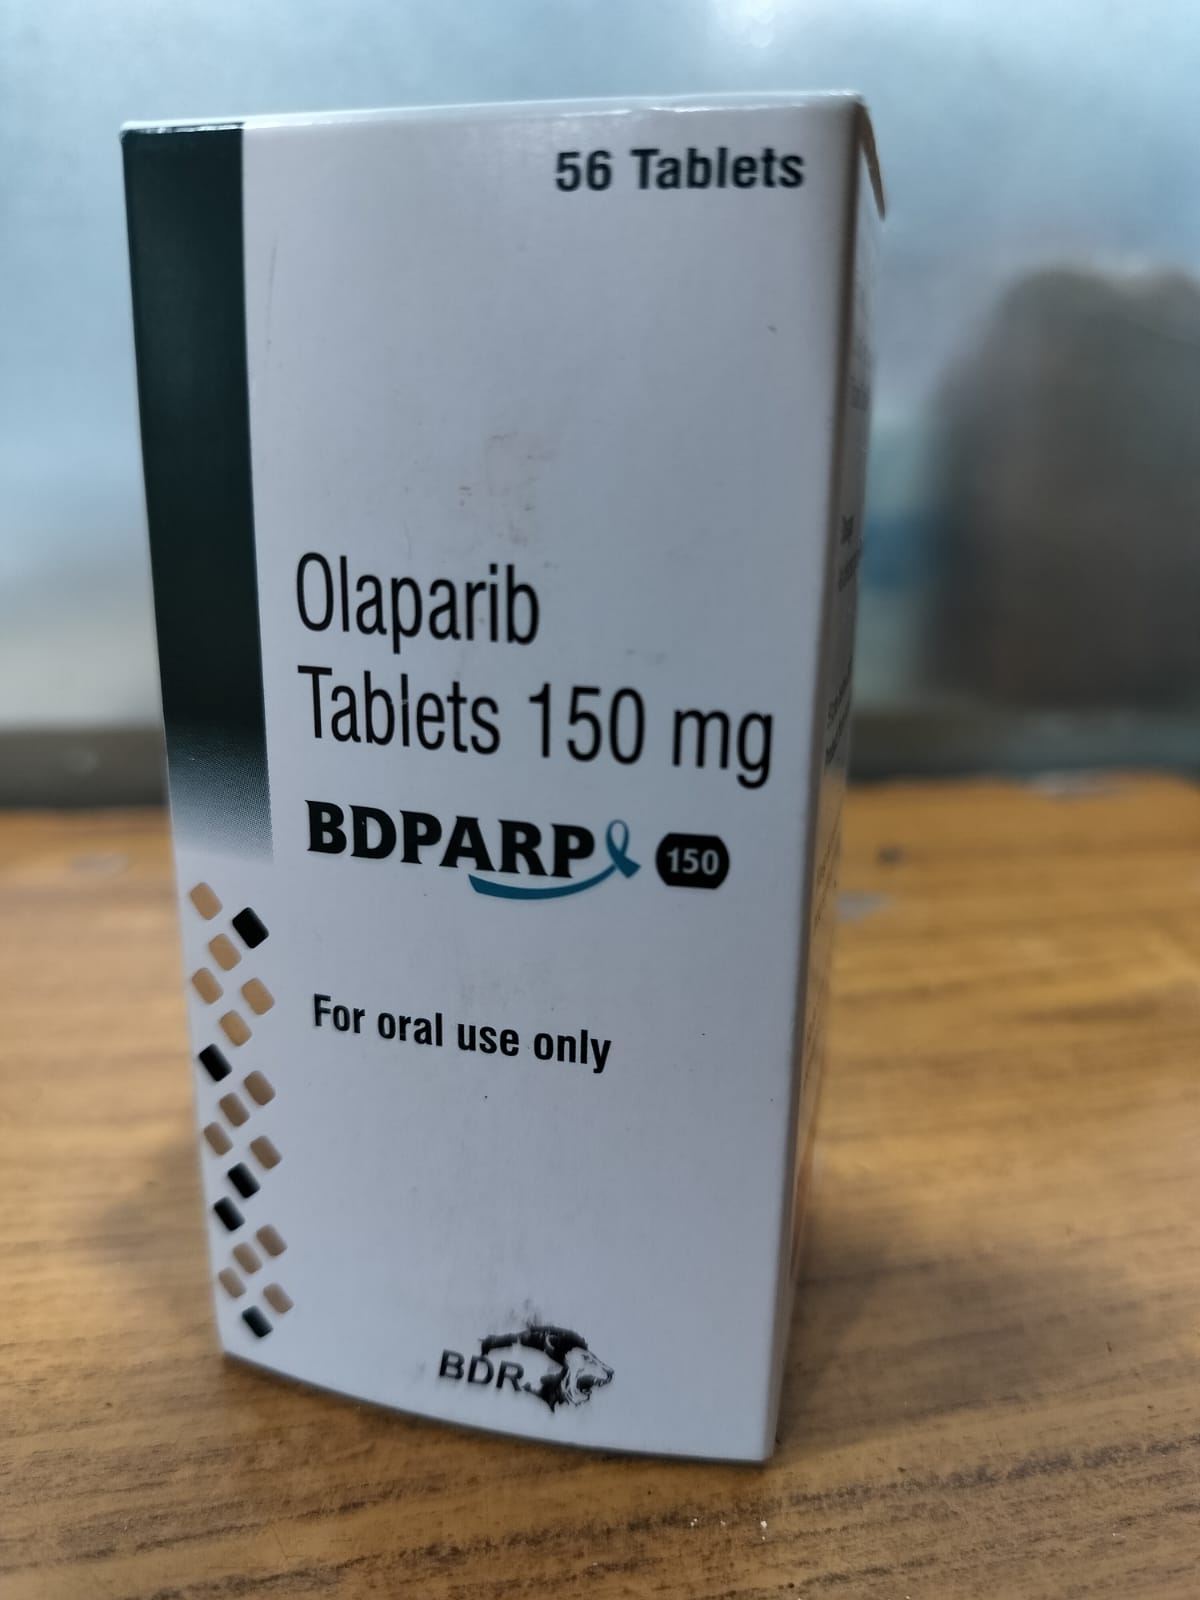 56 Tablets
Olaparib
Tablets 150 mg
BDPARP 150
For oral use only
BDR